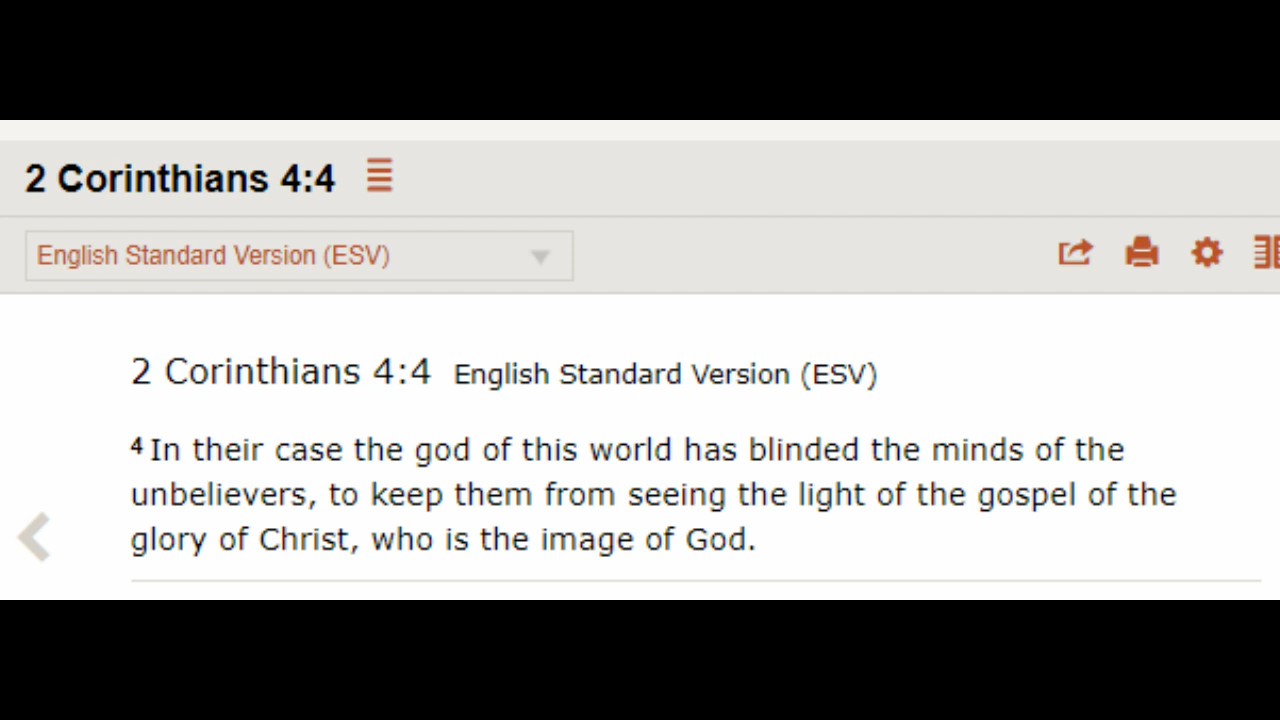 2 Corinthians 4:4
English Standard Version (ESV)
2 Corinthians 4:4 English Standard Version (ESV)
4 In their case the god of this world has blinded the minds of the
unbelievers, to keep them from seeing the light of the gospel of the
glory of Christ, who is the image of God.